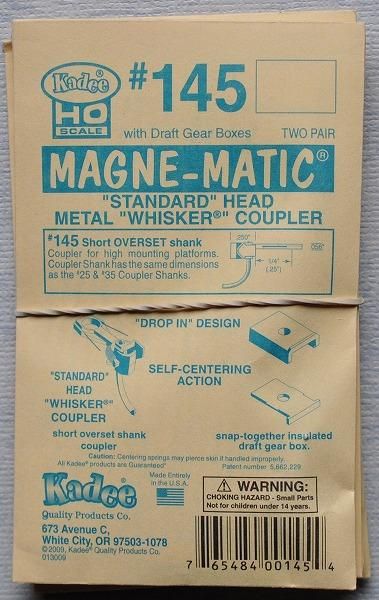 Kadee®
HO
SCALE
#145
with Draft Gear Boxes
TWO PAIR
MAGNE-MATIC®
"STANDARD" HEAD
METAL "WHISKER®" COUPLER
#145 Short OVERSET shank
Coupler for high mounting platforms.
Coupler Shank has the same dimensions
as the #25 & #35 Coupler Shanks.
.250"
.058"
1/4"
(.25")
"DROP IN" DESIGN
SELF-CENTERING
ACTION
"STANDARD"
HEAD
"WHISKER®"
COUPLER
short overset shank
coupler
snap-together insulated
draft gear box.
Caution: Centering springs may pierce skin if handled improperly.
All Kadee® products are Guaranteed"
Patent number 5,662,229
Kadee®
Quality Products Co.
Made Entirely
in the U.S.A.
673 Avenue C,
White City, OR 97503-1078
©2009, Kadee® Quality Products Co.
013009
WARNING:
CHOKING HAZARD - Small Parts
Not for children under 14 years.
7 65484 00145 4